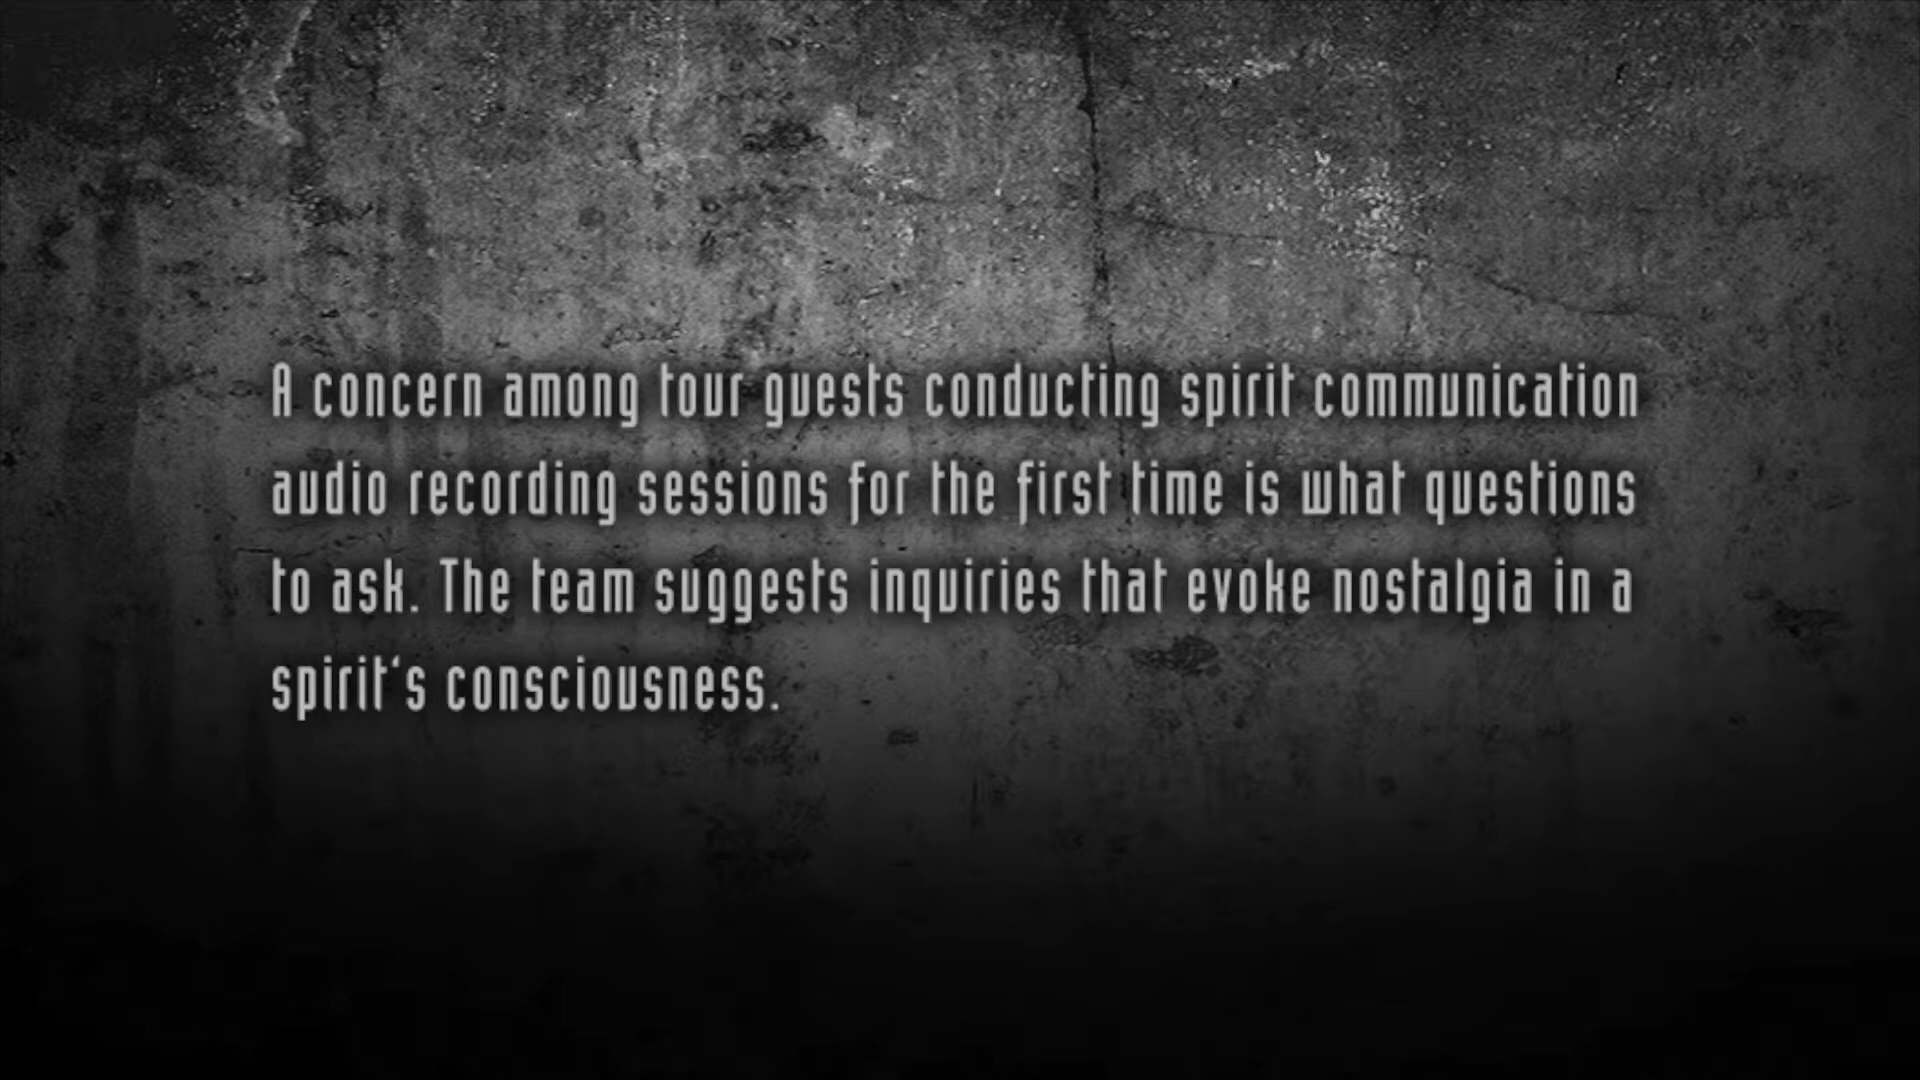 A concern among tour guests conducting spirit communication
audio recording sessions for the first time is what questions
to ask. The team suggests inquiries that evoke nostalgia in a
spirit‘s consciousness.